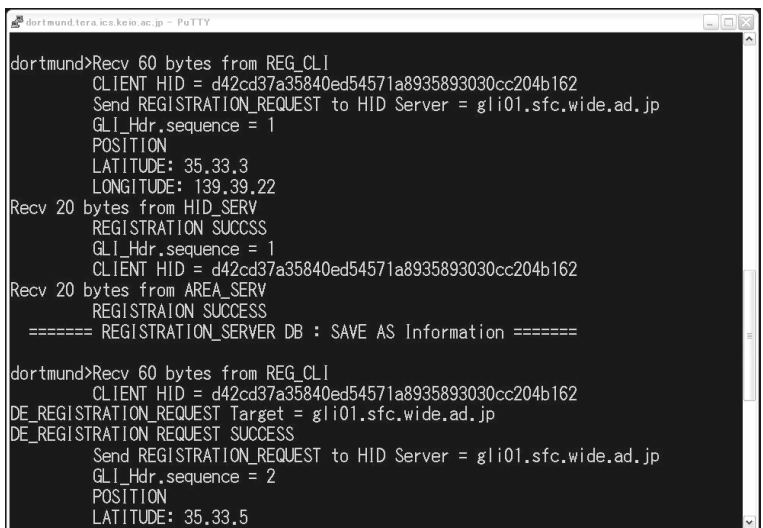 dortmund.tera.ics.keio.ac.jp - PuTTY
dortmund>Recv 60 bytes from REG_CLI
CLIENT HID = d42cd37a35840ed54571a8935893030cc204b162
Send REGISTRATION_REQUEST to HID Server = gli01.sfc.wide.ad.jp
GLI_Hdr.sequence = 1
POSITION
LATITUDE: 35.33.3
LONGITUDE: 139.39.22
Recv 20 bytes from HID_SERV
REGISTRATION SUCCSS
GLI_Hdr.sequence = 1
CLIENT HID = d42cd37a35840ed54571a8935893030cc204b162
Recv 20 bytes from AREA_SERV
REGISTRAION SUCCESS
======= REGISTRATION_SERVER DB : SAVE AS Information =======
dortmund>Recv 60 bytes from REG_CLI
CLIENT HID = d42cd37a35840ed54571a8935893030cc204b162
DE_REGISTRATION_REQUEST Target = gli01.sfc.wide.ad.jp
DE_REGISTRATION REQUEST SUCCESS
Send REGISTRATION_REQUEST to HID Server = gli01.sfc.wide.ad.jp
GLI_Hdr.sequence = 2
POSITION
LATITUDE: 35.33.5